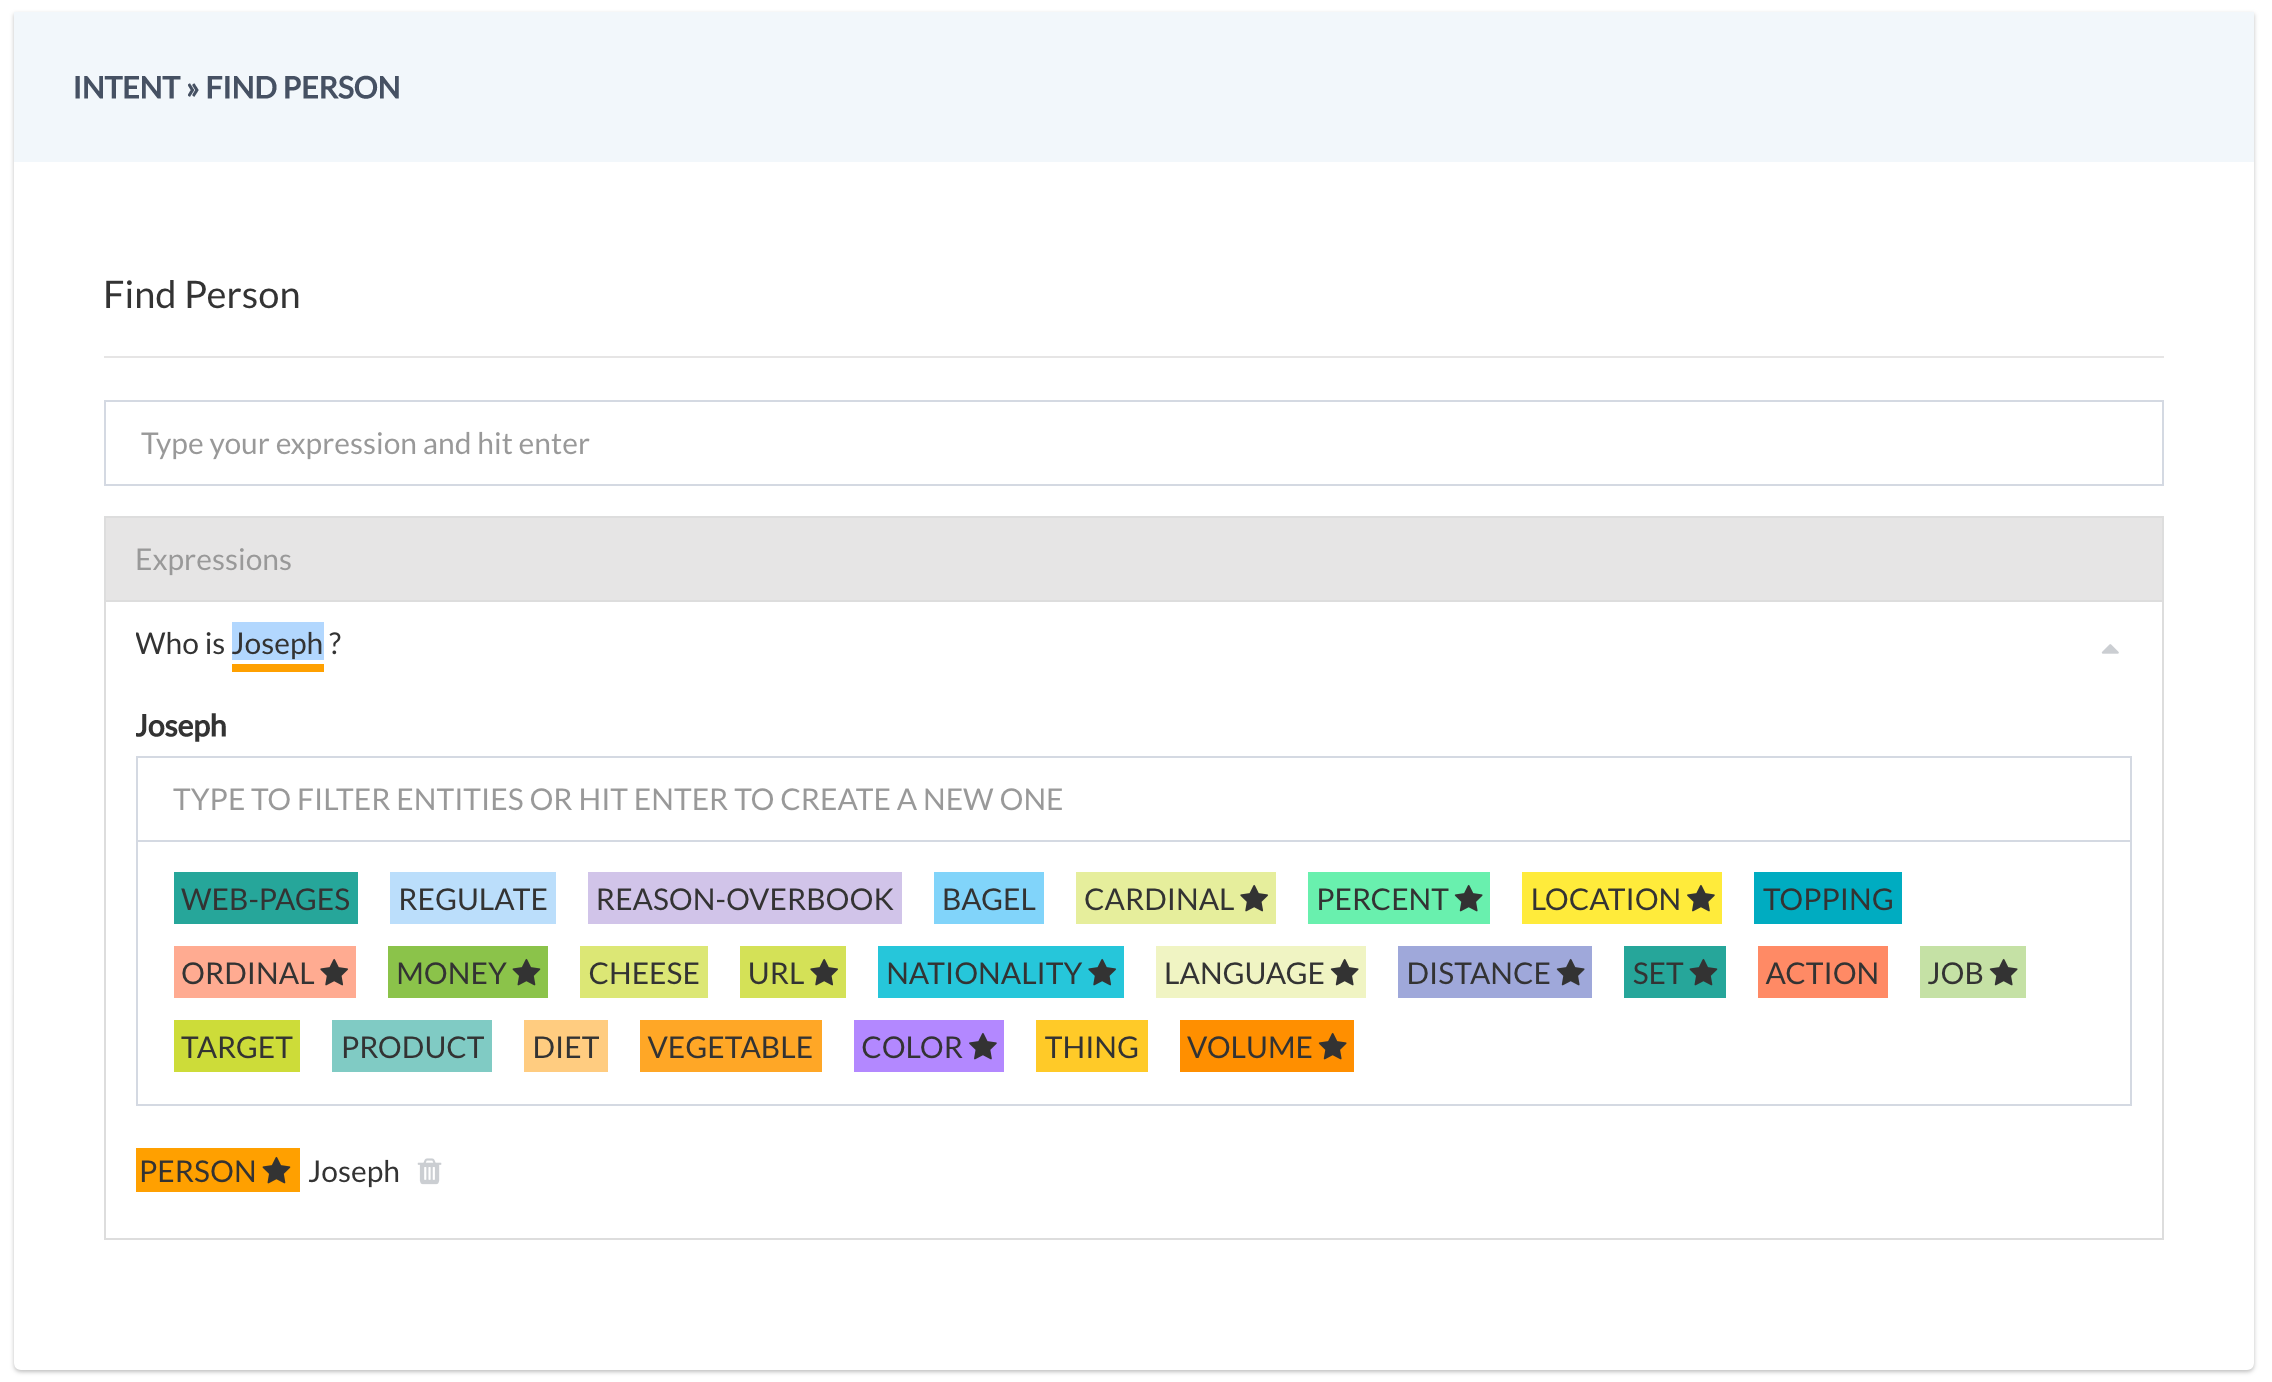 INTENT » FIND PERSON
Find Person
Type your expression and hit enter
Expressions
Who is Joseph ?
Joseph
TYPE TO FILTER ENTITIES OR HIT ENTER TO CREATE A NEW ONE
WEB-PAGES REGULATE REASON-OVERBOOK BAGEL CARDINAL★ PERCENT★ LOCATION★ TOPPING
ORDINAL★ MONEY★ CHEESE URL★ NATIONALITY★ LANGUAGE★ DISTANCE★ SET★ ACTION JOB★
TARGET PRODUCT DIET VEGETABLE COLOR★ THING VOLUME★
PERSON★ Joseph